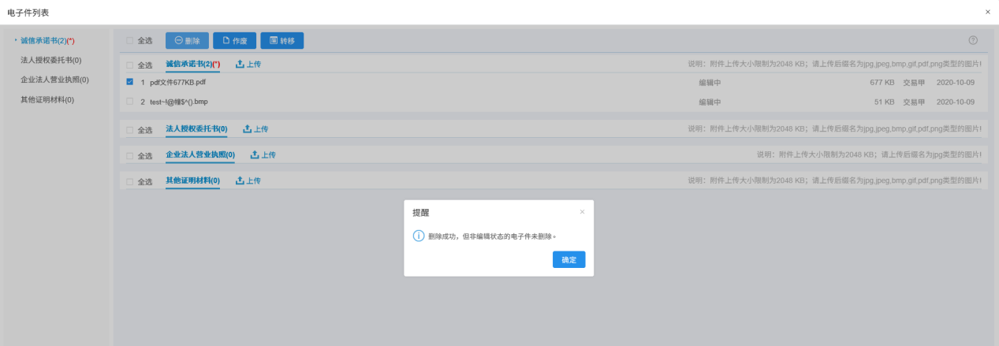 电子件列表 ×
诚信承诺书(2)(*)
法人授权委托书(0)
企业法人营业执照(0)
其他证明材料(0)
全选 删除 作废 转移 ?
全选 诚信承诺书(2)(*) 上传 说明：附件上传大小限制为2048 KB；请上传后缀名为jpg,jpeg,bmp,gif,pdf,png类型的图片!
1 pdf文件677KB.pdf 编辑中 677 KB 交易甲 2020-10-09
2 编辑中 51 KB 交易甲 2020-10-09
全选 法人授权委托书(0) 上传 说明：附件上传大小限制为2048 KB；请上传后缀名为jpg,jpeg,bmp,gif,pdf,png类型的图片!
全选 企业法人营业执照(0) 上传 说明：附件上传大小限制为2048 KB；请上传后缀名为jpg类型的图片!
全选 其他证明材料(0) 上传 说明：附件上传大小限制为2048 KB；请上传后缀名为jpg,jpeg,bmp,gif,pdf,png类型的图片!
提醒 ×
删除成功，但非编辑状态的电子件未删除。
确定